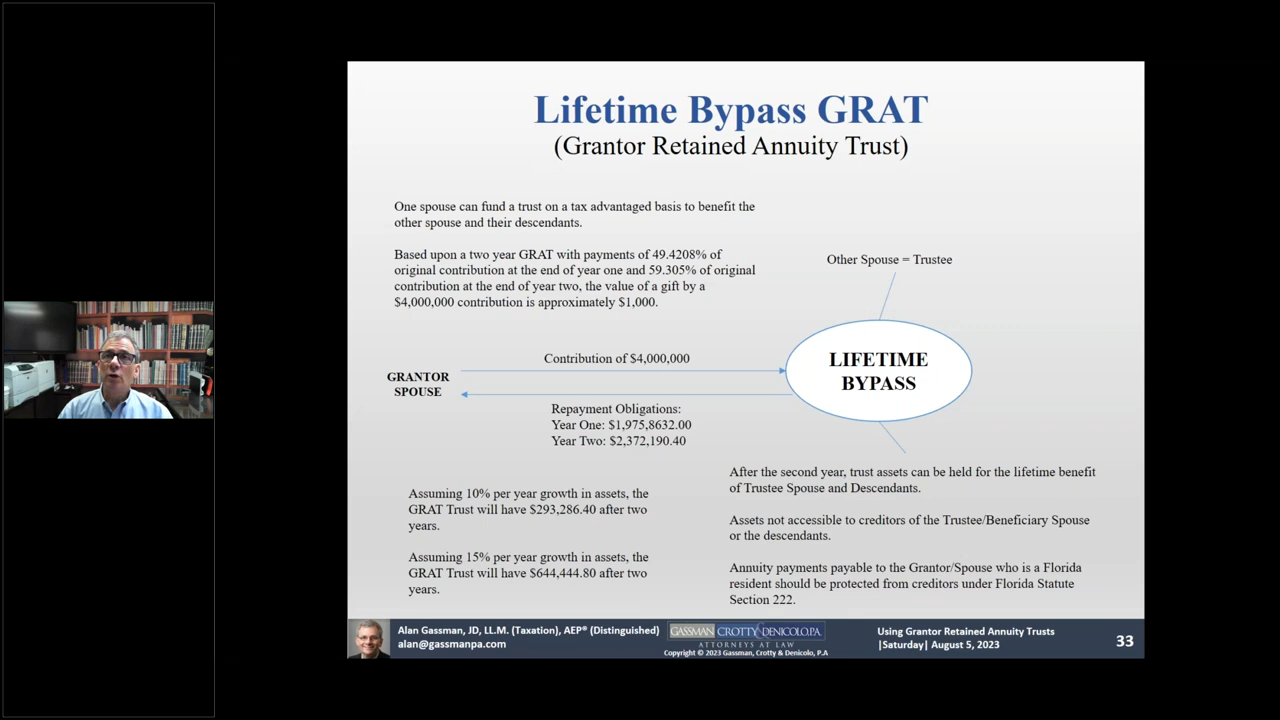 Lifetime Bypass GRAT
(Grantor Retained Annuity Trust)
One spouse can fund a trust on a tax advantaged basis to benefit the
other spouse and their descendants.
Based upon a two year GRAT with payments of 49.4208% of
original contribution at the end of year one and 59.305% of original
contribution at the end of year two, the value of a gift by a
$4,000,000 contribution is approximately $1,000.
Other Spouse = Trustee
Contribution of $4,000,000
GRANTOR
SPOUSE
LIFETIME
BYPASS
Repayment Obligations:
Year One: $1,975,8632.00
Year Two: $2,372,190.40
Assuming 10% per year growth in assets, the
GRAT Trust will have $293,286.40 after two
years.
Assuming 15% per year growth in assets, the
GRAT Trust will have $644,444.80 after two
years.
After the second year, trust assets can be held for the lifetime benefit
of Trustee Spouse and Descendants.
Assets not accessible to creditors of the Trustee/Beneficiary Spouse
or the descendants.
Annuity payments payable to the Grantor/Spouse who is a Florida
resident should be protected from creditors under Florida Statute
Section 222.
Alan Gassman, JD, LL.M. (Taxation), AEP® (Distinguished)
alan@gassmanpa.com
GASSMAN CROTTY & DENICOLO, P.A.
ATTORNEYS AT LAW
Copyright © 2023 Gassman, Crotty & Denicolo, P.A
Using Grantor Retained Annuity Trusts
|Saturday| August 5, 2023
33